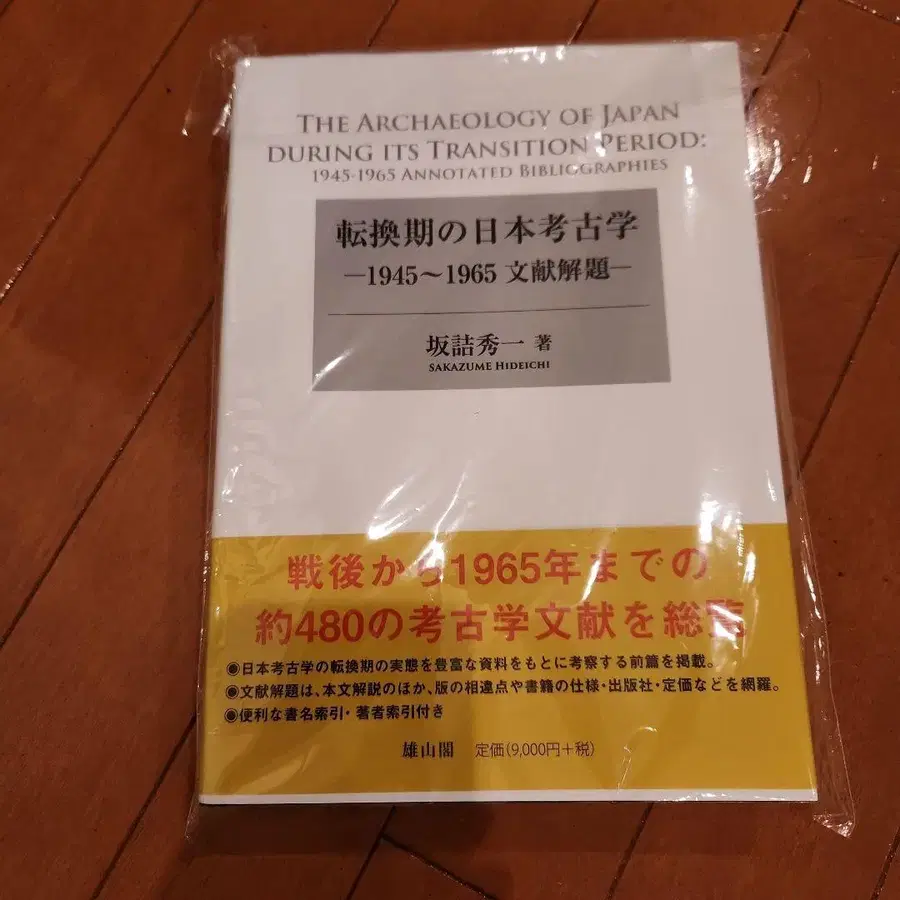 THE ARCHAEOLOGY OF JAPAN
DURING ITS TRANSITION PERIOD:
1945-1965 ANNOTATED BIBLIOGRAPHIES
転換期の日本考古学
―1945～1965 文献解題―
坂詰秀一 著
SAKAZUME HIDEICHI
戦後から1965年までの
約480の考古学文献を総覧
●日本考古学の転換期の実態を豊富な資料をもとに考察する前篇を掲載。
●文献解題は、本文解説のほか、版の相違点や書籍の仕様・出版社・定価などを網羅。
●便利な書名索引・著者索引付き
雄山閣 定価(9,000円＋税)